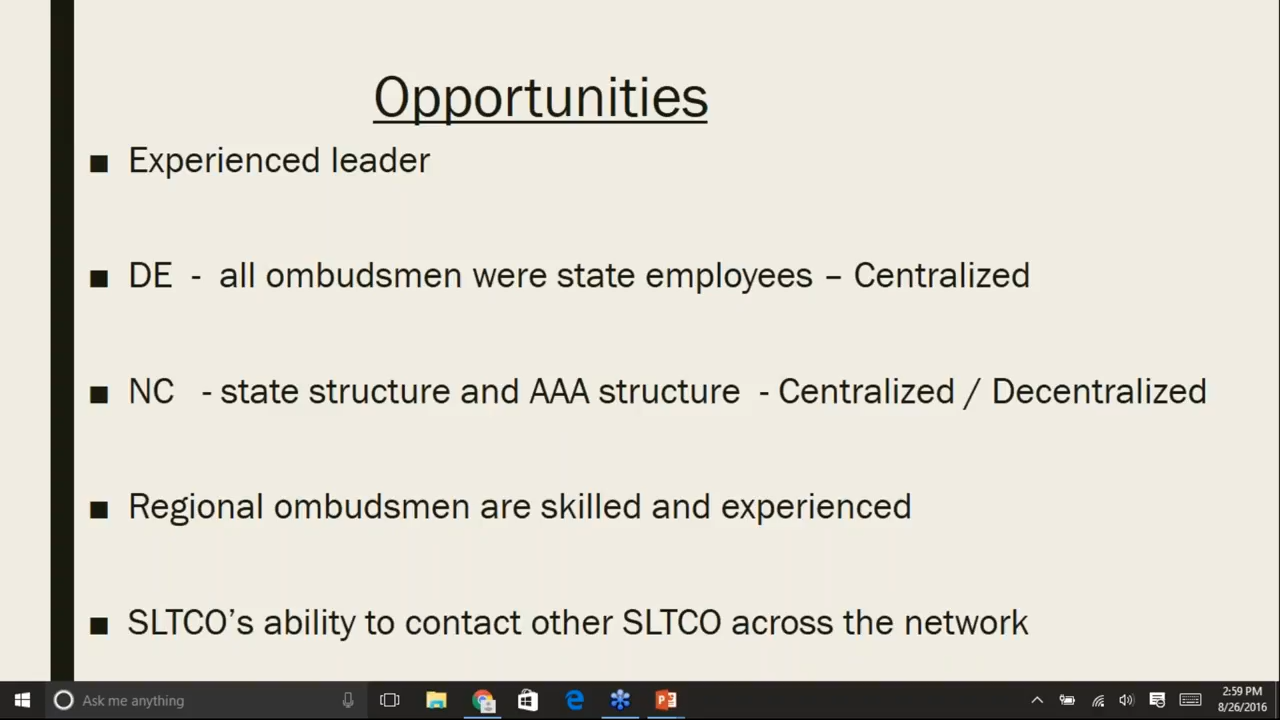 Opportunities
■ Experienced leader
■ DE - all ombudsmen were state employees – Centralized
■ NC - state structure and AAA structure - Centralized / Decentralized
■ Regional ombudsmen are skilled and experienced
■ SLTCO’s ability to contact other SLTCO across the network
Ask me anything
2:59 PM
8/26/2016